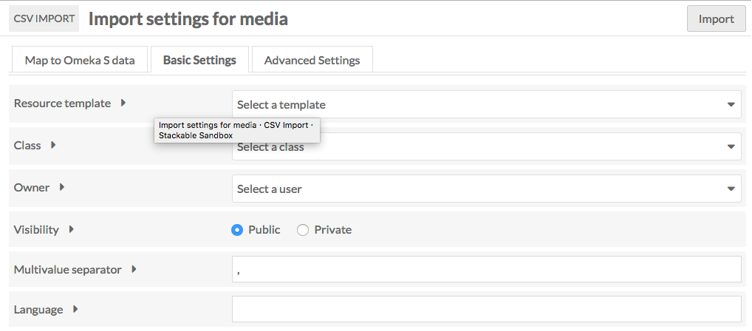 CSV IMPORT Import settings for media Import
Map to Omeka S data Basic Settings Advanced Settings
Resource template Select a template
Import settings for media · CSV Import ·
Stackable Sandbox
Class Select a class
Owner Select a user
Visibility Public Private
Multivalue separator ,
Language